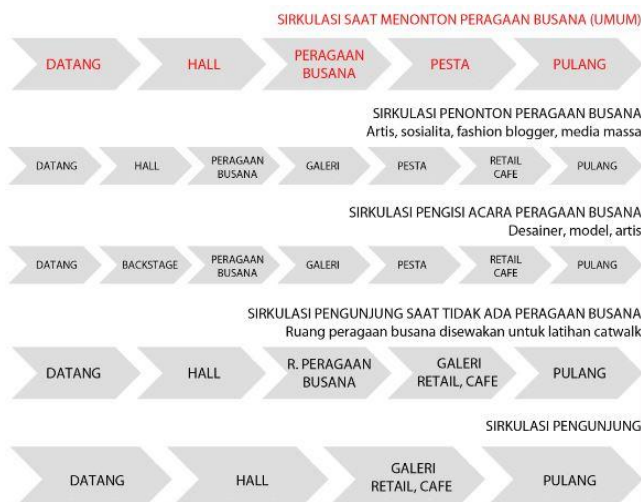 SIRKULASI SAAT MENONTON PERAGAAN BUSANA (UMUM)
DATANG
HALL
PERAGAAN
BUSANA
PESTA
PULANG
SIRKULASI PENONTON PERAGAAN BUSANA
Artis, sosialita, fashion blogger, media massa
DATANG
HALL
PERAGAAN
BUSANA
GALERI
PESTA
RETAIL
CAFE
PULANG
SIRKULASI PENGISI ACARA PERAGAAN BUSANA
Desainer, model, artis
DATANG
BACKSTAGE
PERAGAAN
BUSANA
GALERI
PESTA
RETAIL
CAFE
PULANG
SIRKULASI PENGUNJUNG SAAT TIDAK ADA PERAGAAN BUSANA
Ruang peragaan busana disewakan untuk latihan catwalk
DATANG
HALL
R. PERAGAAN
BUSANA
GALERI
RETAIL, CAFE
PULANG
SIRKULASI PENGUNJUNG
DATANG
HALL
GALERI
RETAIL, CAFE
PULANG